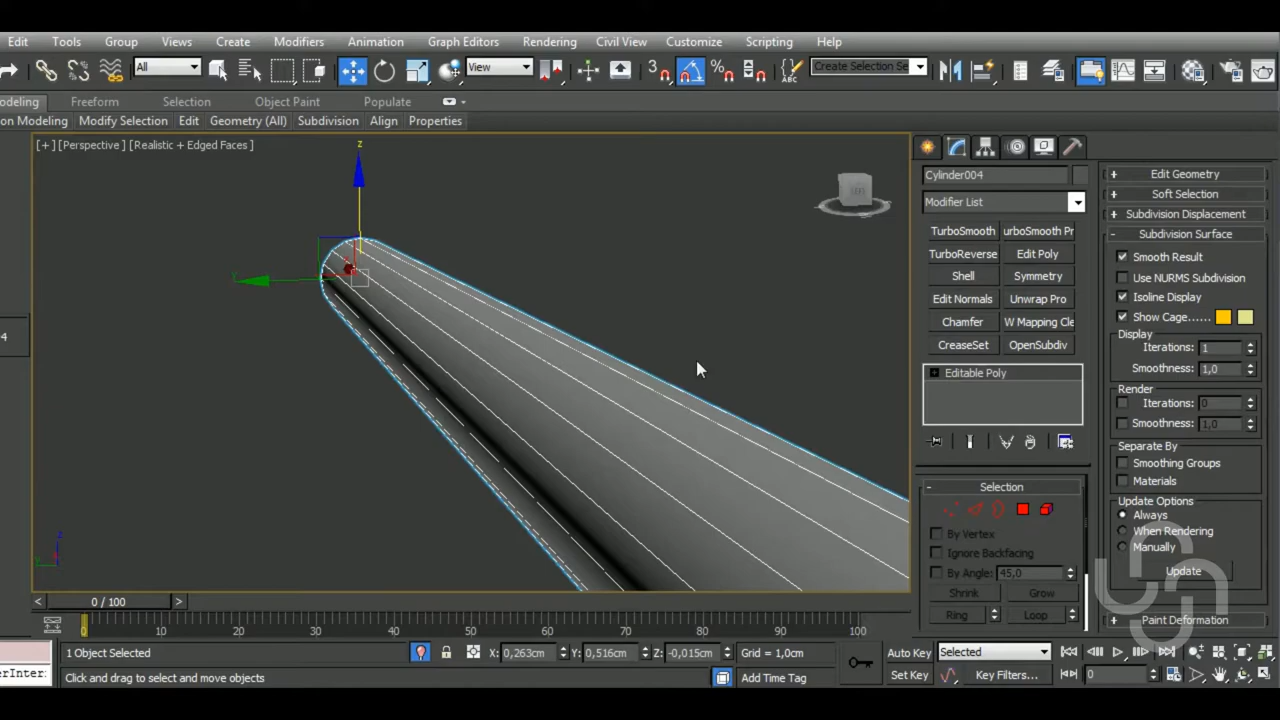 Edit Tools Group Views Create Modifiers Animation Graph Editors Rendering Civil View Customize Scripting Help
All View 3 % ABC Create Selection Se
odeling Freeform Selection Object Paint Populate
on Modeling Modify Selection Edit Geometry (All) Subdivision Align Properties
[+] [Perspective ] [Realistic + Edged Faces ]
z
y
Cylinder004
Modifier List
TurboSmooth urboSmooth Pr
TurboReverse Edit Poly
Shell Symmetry
Edit Normals Unwrap Pro
Chamfer W Mapping Cle
CreaseSet OpenSubdiv
+ Editable Poly
- Selection
By Vertex
Ignore Backfacing
By Angle: 45,0
Shrink Grow
Ring Loop
+ Edit Geometry
+ Soft Selection
+ Subdivision Displacement
- Subdivision Surface
Smooth Result
Use NURMS Subdivision
Isoline Display
Show Cage......
Display
Iterations: 1
Smoothness: 1,0
Render
Iterations: 0
Smoothness: 1,0
Separate By
Smoothing Groups
Materials
Update Options
Always
When Rendering
Manually
Update
+ Paint Deformation
4
z
y
< 0 / 100 >
0 10 20 30 40 50 60 70 80 90 100
1 Object Selected X: 0,263cm Y: 0,516cm Z: -0,015cm Grid = 1,0cm Auto Key Selected
erInter: Click and drag to select and move objects Add Time Tag Set Key Key Filters... 0